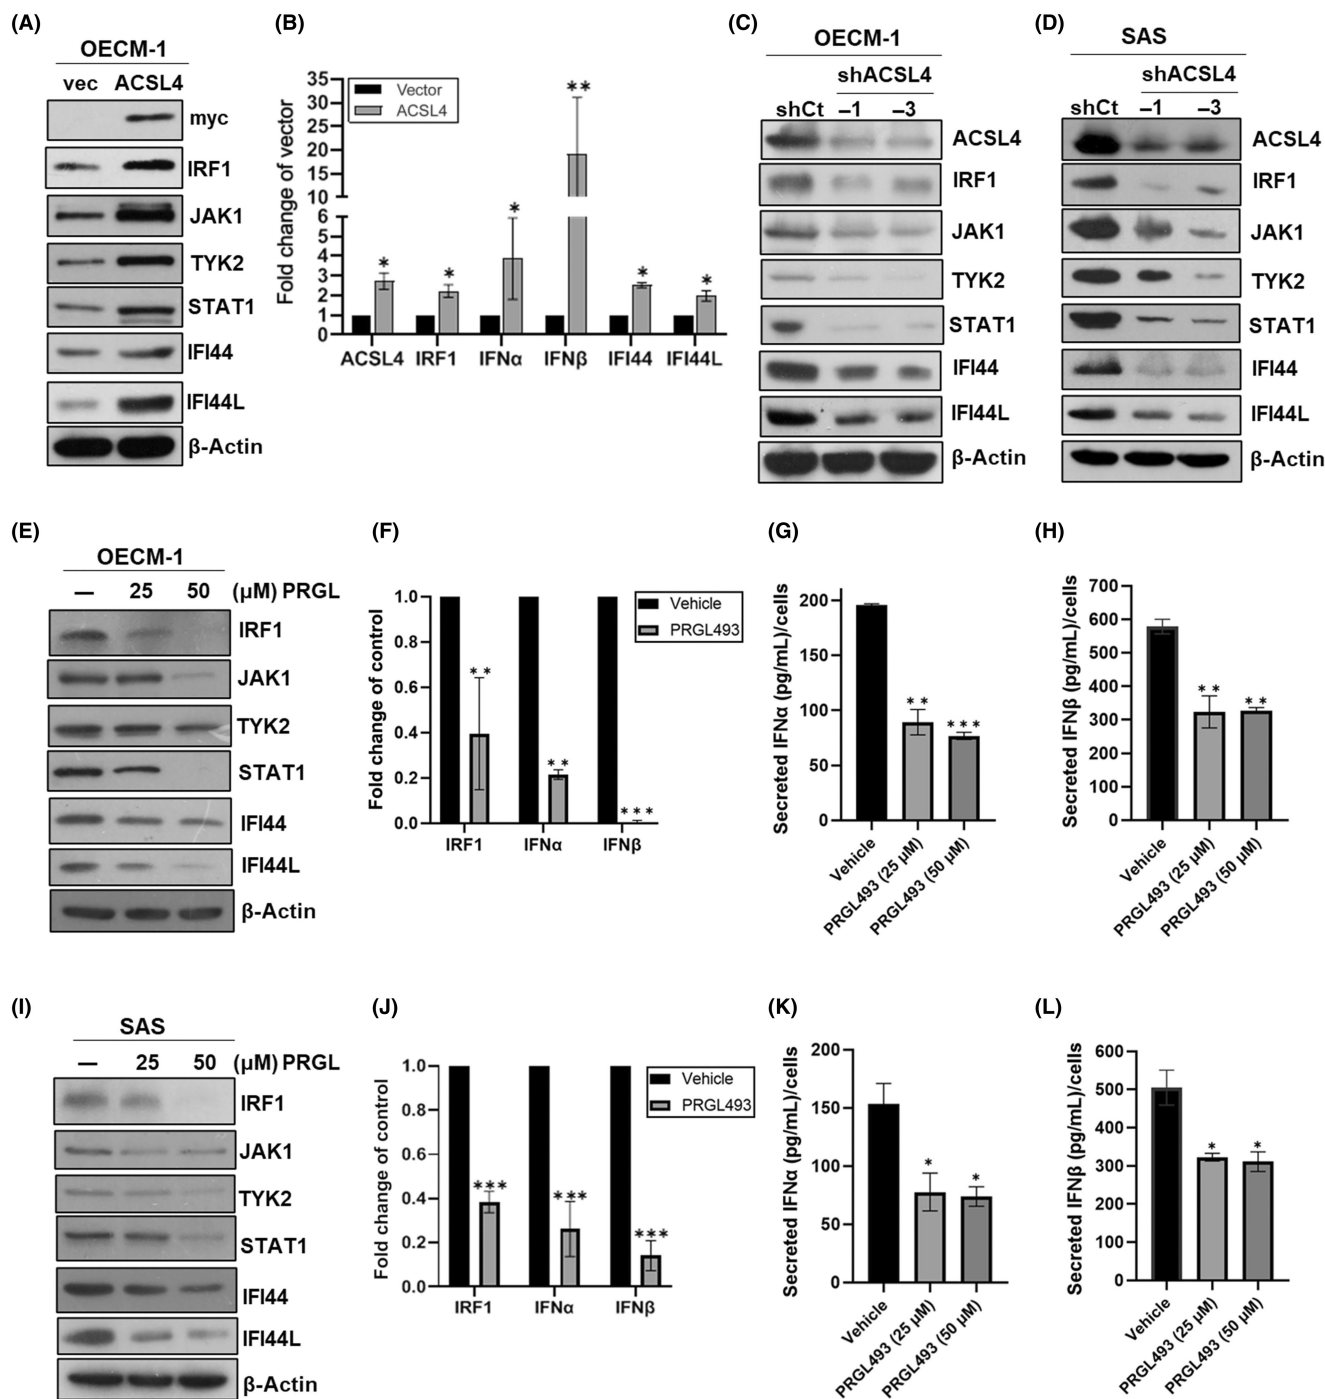 (A)
OECM-1
vec ACSL4
myc
IRF1
JAK1
TYK2
STAT1
IFI44
IFI44L
β-Actin
(B)
Fold change of vector
35
30
25
20
15
10
6
5
4
3
2
1
0
Vector
ACSL4
* * * ** * *
ACSL4 IRF1 IFNα IFNβ IFI44 IFI44L
(C)
OECM-1
shACSL4
shCt –1 –3
ACSL4
IRF1
JAK1
TYK2
STAT1
IFI44
IFI44L
β-Actin
(D)
SAS
shACSL4
shCt –1 –3
ACSL4
IRF1
JAK1
TYK2
STAT1
IFI44
IFI44L
β-Actin
(E)
OECM-1
— 25 50 (μM) PRGL
IRF1
JAK1
TYK2
STAT1
IFI44
IFI44L
β-Actin
(F)
Fold change of control
1.0
0.8
0.6
0.4
0.2
0.0
Vehicle
PRGL493
** ** ***
IRF1 IFNα IFNβ
(G)
Secreted IFNα (pg/mL)/cells
200
150
100
50
0
** ***
Vehicle
PRGL493 (25 μM)
PRGL493 (50 μM)
(H)
Secreted IFNβ (pg/mL)/cells
700
600
500
400
300
200
100
0
** **
Vehicle
PRGL493 (25 μM)
PRGL493 (50 μM)
(I)
SAS
— 25 50 (μM) PRGL
IRF1
JAK1
TYK2
STAT1
IFI44
IFI44L
β-Actin
(J)
Fold change of control
1.0
0.8
0.6
0.4
0.2
0.0
Vehicle
PRGL493
*** *** ***
IRF1 IFNα IFNβ
(K)
Secreted IFNα (pg/mL)/cells
200
150
100
50
0
* *
Vehicle
PRGL493 (25 μM)
PRGL493 (50 μM)
(L)
Secreted IFNβ (pg/mL)/cells
600
500
400
300
200
100
0
* *
Vehicle
PRGL493 (25 μM)
PRGL493 (50 μM)